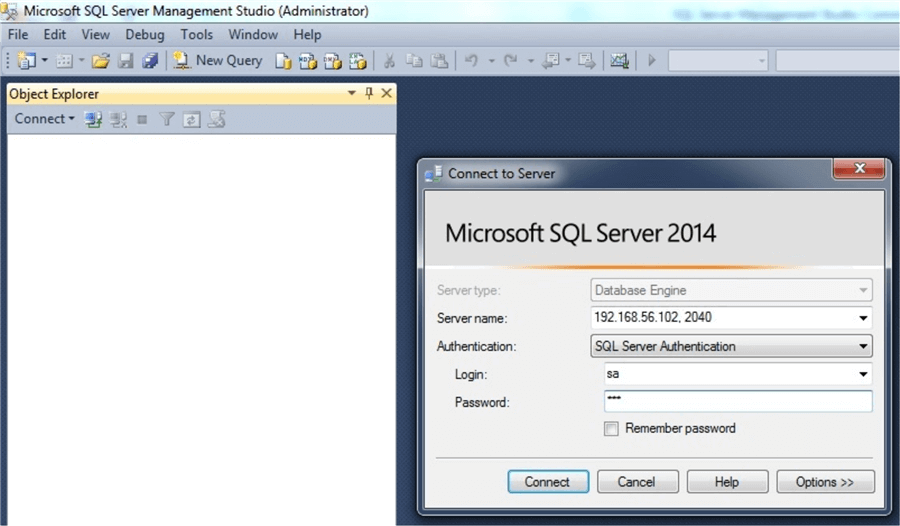 Microsoft SQL Server Management Studio (Administrator)
File Edit View Debug Tools Window Help
New Query
Object Explorer
Connect
Connect to Server
Microsoft SQL Server 2014
Server type: Database Engine
Server name: 192.168.56.102, 2040
Authentication: SQL Server Authentication
Login: sa
Password: ***
Remember password
Connect Cancel Help Options >>